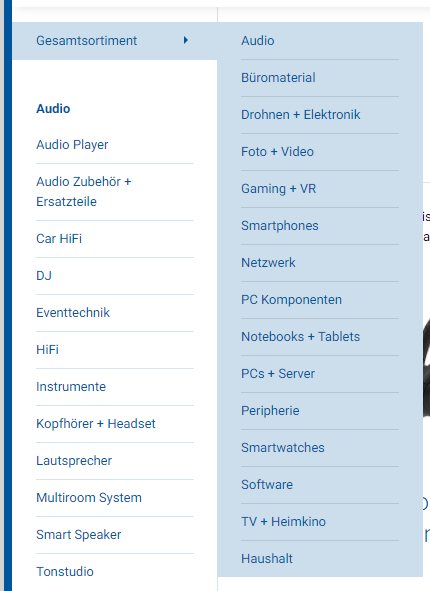 Gesamtsortiment
Audio
Audio Player
Audio Zubehör +
Ersatzteile
Car HiFi
DJ
Eventtechnik
HiFi
Instrumente
Kopfhörer + Headset
Lautsprecher
Multiroom System
Smart Speaker
Tonstudio
Audio
Büromaterial
Drohnen + Elektronik
Foto + Video
Gaming + VR
Smartphones
Netzwerk
PC Komponenten
Notebooks + Tablets
PCs + Server
Peripherie
Smartwatches
Software
TV + Heimkino
Haushalt